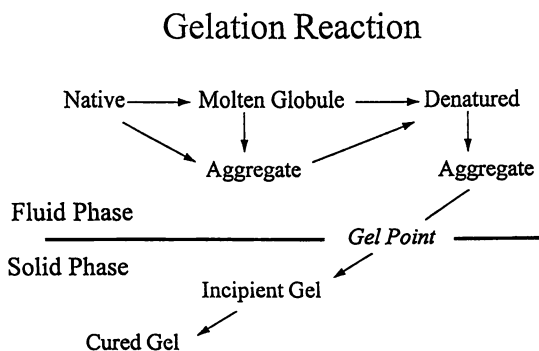 Gelation Reaction
Native Molten Globule Denatured
Aggregate Aggregate
Fluid Phase
Gel Point
Solid Phase
Incipient Gel
Cured Gel